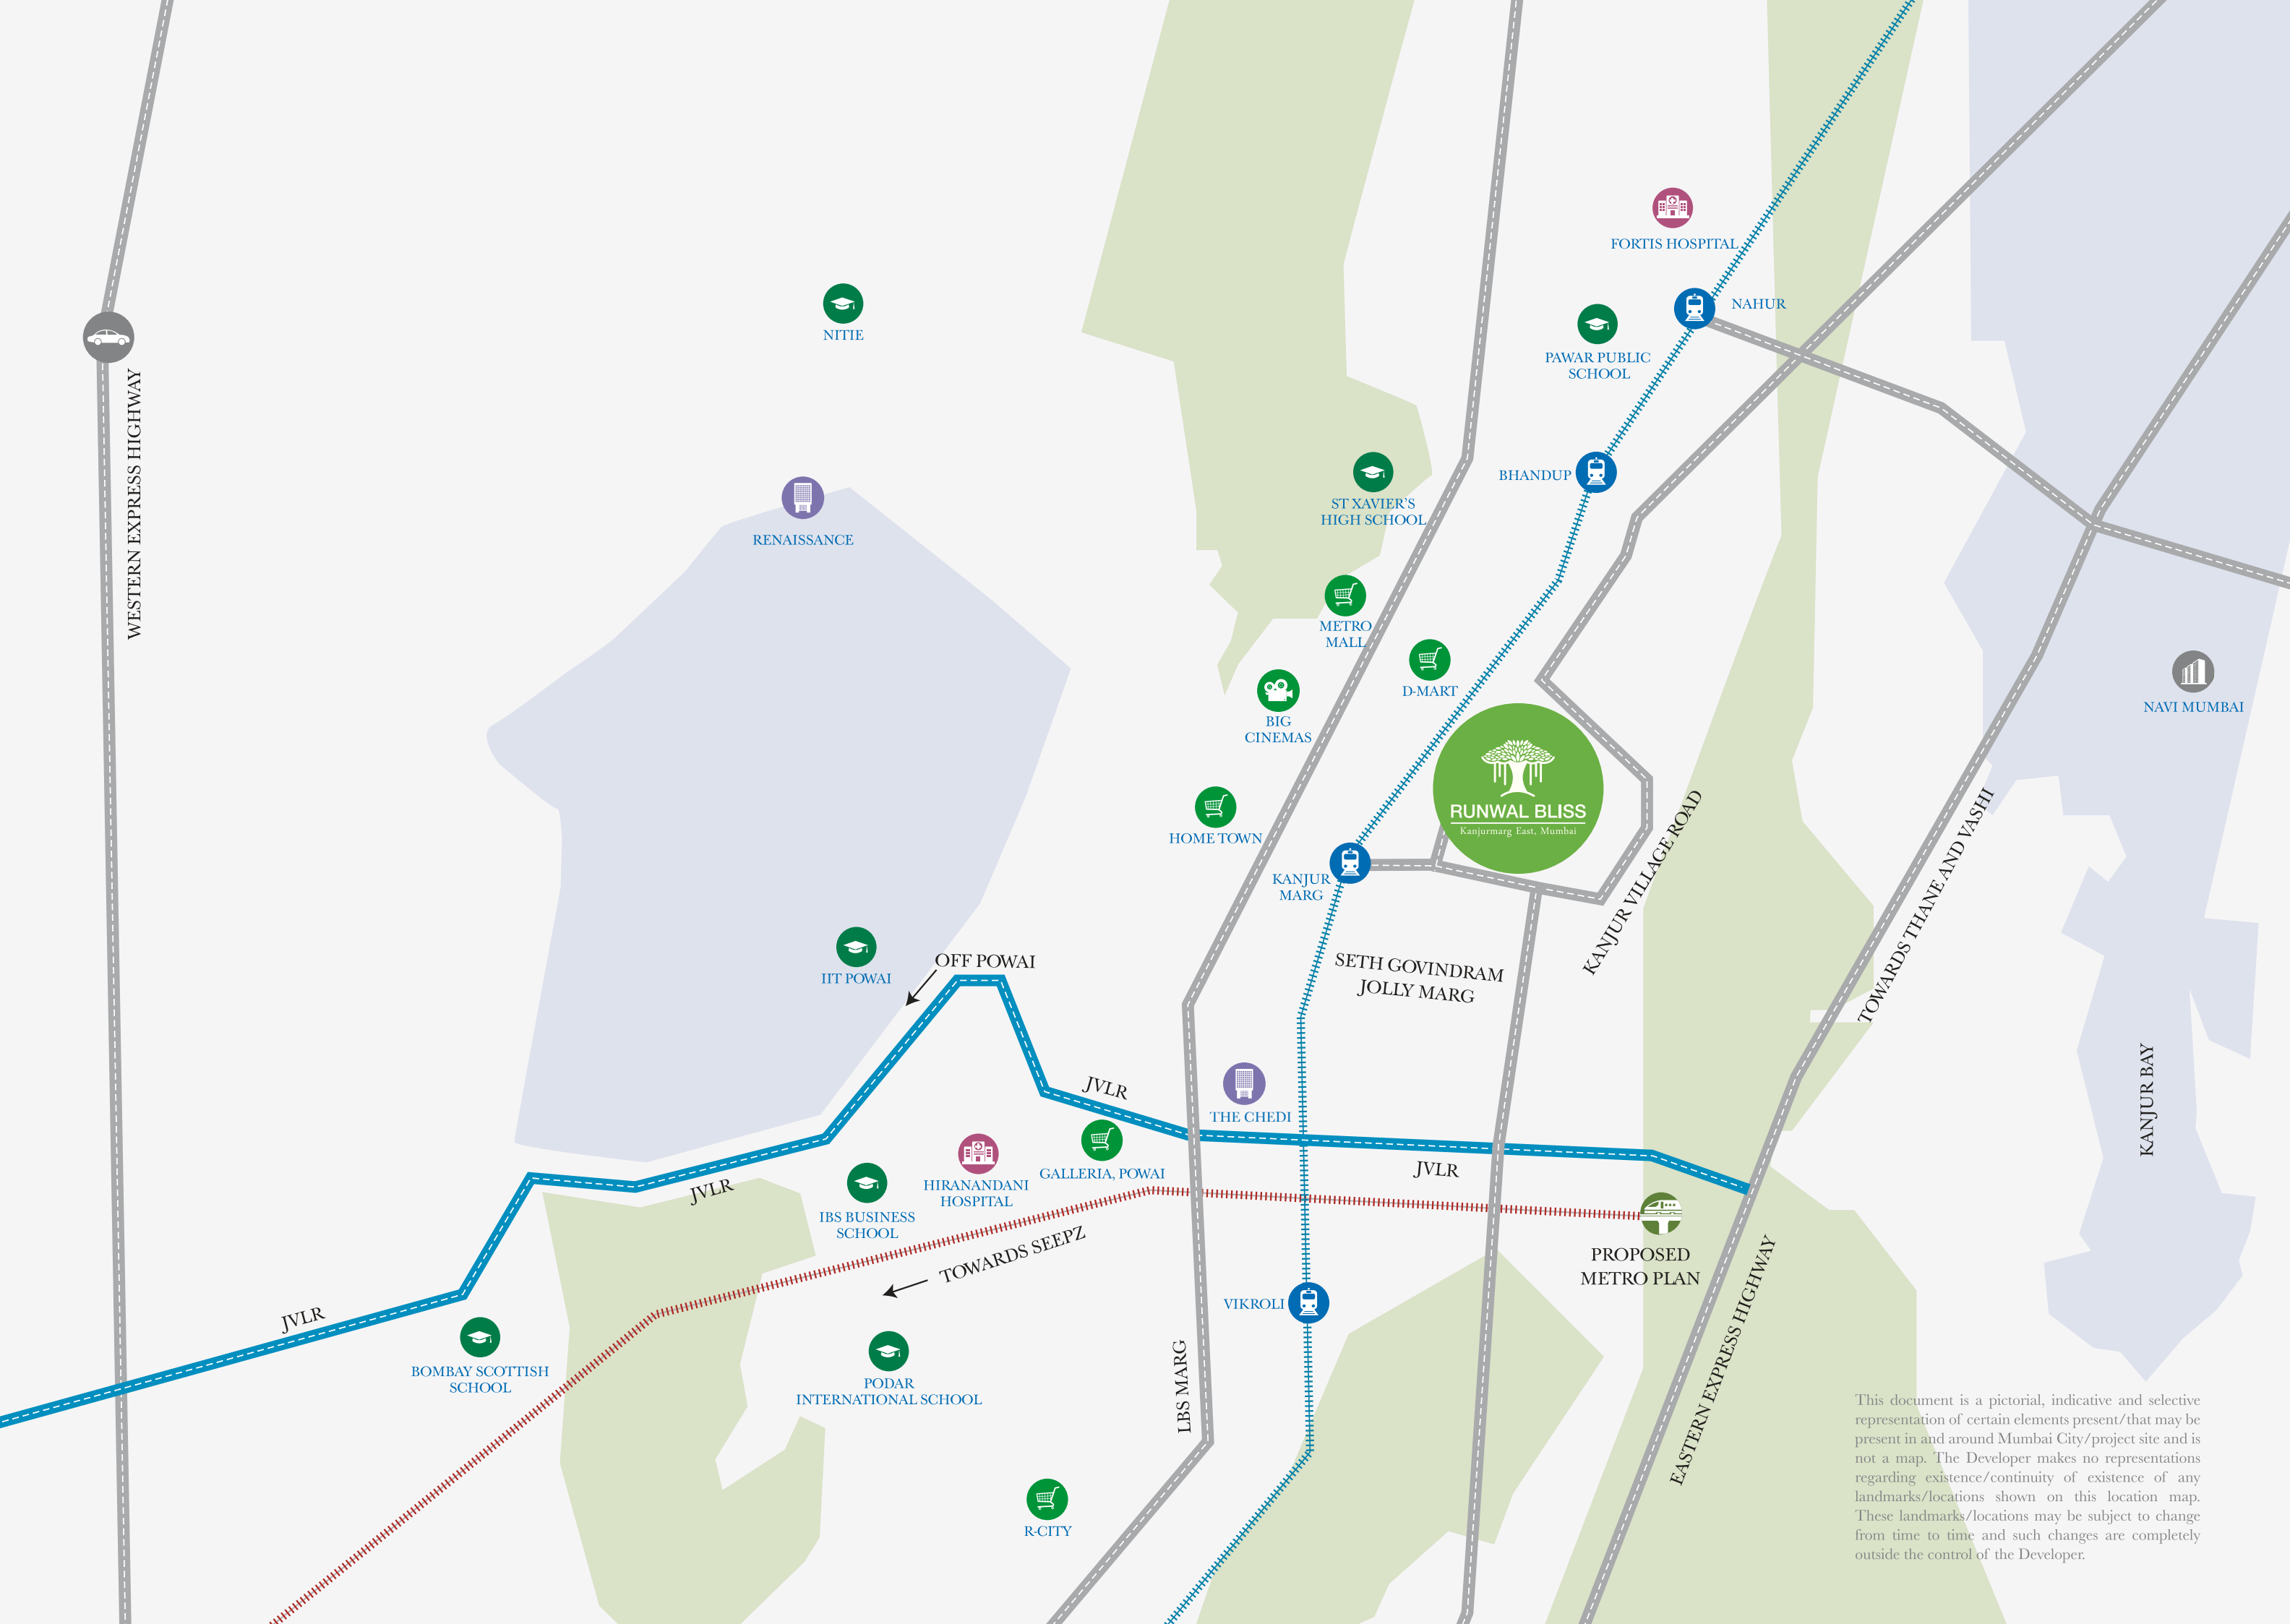 FORTIS HOSPITAL
NAHUR
NITIE
PAWAR PUBLIC
SCHOOL
WESTERN EXPRESS HIGHWAY
BHANDUP
ST XAVIER'S
HIGH SCHOOL
RENAISSANCE
METRO
MALL
D-MART
NAVI MUMBAI
BIG
CINEMAS
RUNWAL BLISS
Kanjurmarg East, Mumbai
HOME TOWN
KANJUR
MARG
KANJUR VILLAGE ROAD
TOWARDS THANE AND VASHI
OFF POWAI
IIT POWAI
SETH GOVINDRAM
JOLLY MARG
JVLR
THE CHEDI
KANJUR BAY
GALLERIA, POWAI
JVLR
HIRANANDANI
HOSPITAL
JVLR
IBS BUSINESS
SCHOOL
TOWARDS SEEPZ
PROPOSED
METRO PLAN
VIKROLI
JVLR
EASTERN EXPRESS HIGHWAY
BOMBAY SCOTTISH
SCHOOL
PODAR
INTERNATIONAL SCHOOL
LBS MARG
R-CITY
This document is a pictorial, indicative and selective
representation of certain elements present/that may be
present in and around Mumbai City/project site and is
not a map. The Developer makes no representations
regarding existence/continuity of existence of any
landmarks/locations shown on this location map.
These landmarks/locations may be subject to change
from time to time and such changes are completely
outside the control of the Developer.